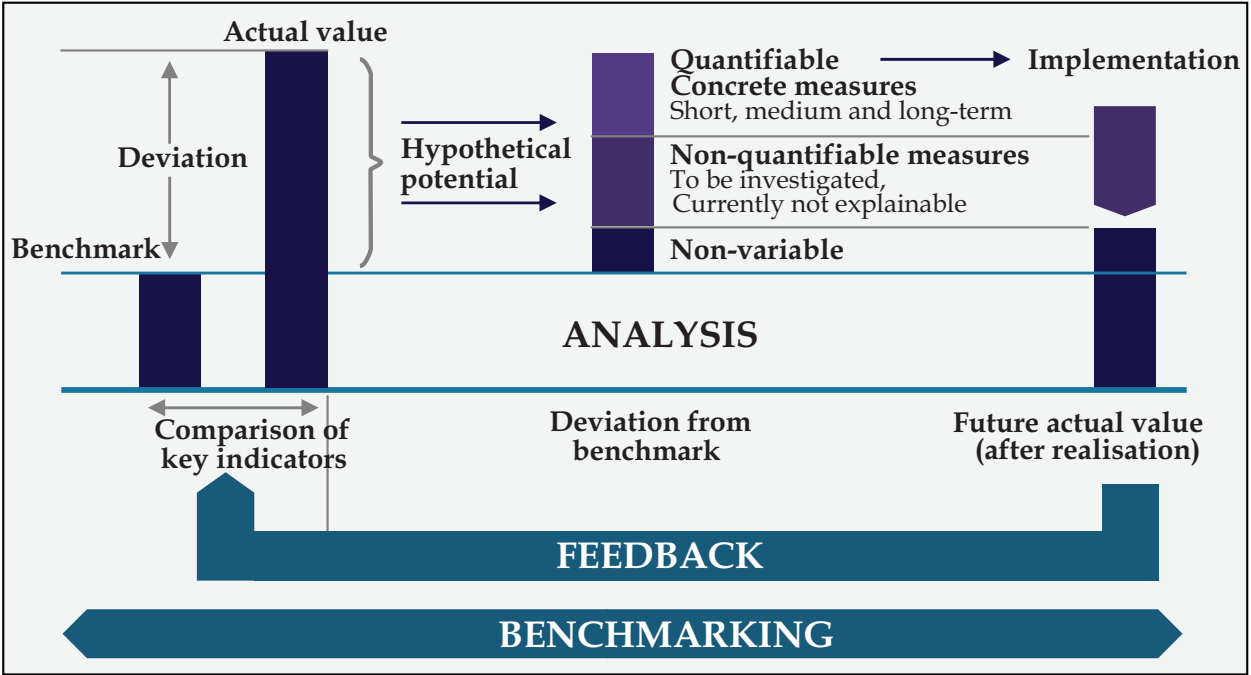 Actual value
Deviation
Benchmark
Hypothetical
potential
Quantifiable
Concrete measures
Short, medium and long-term
Implementation
Non-quantifiable measures
To be investigated,
Currently not explainable
Non-variable
ANALYSIS
Comparison of
key indicators
Deviation from
benchmark
Future actual value
(after realisation)
FEEDBACK
BENCHMARKING